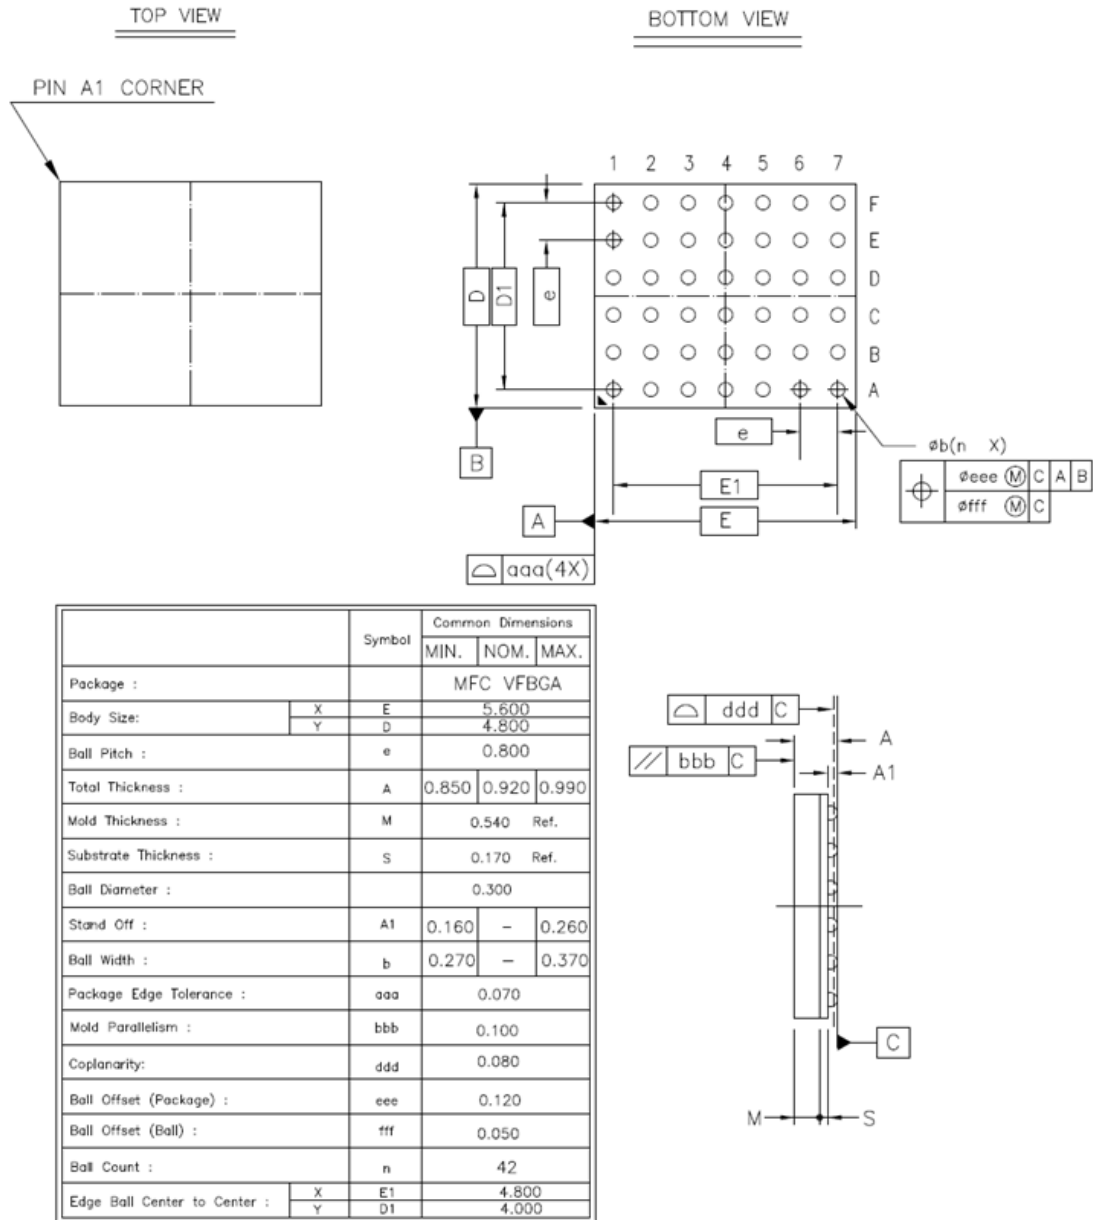 TOP VIEW
BOTTOM VIEW
PIN A1 CORNER
1 2 3 4 5 6 7
F
E
D
C
B
A
D
D1
e
B
e
E1
E
A
aaa(4X)
øb(n X)
øeee Ⓜ C A B
øfff Ⓜ C
Symbol Common Dimensions
MIN. NOM. MAX.
Package : MFC VFBGA
Body Size: X E 5.600
Y D 4.800
Ball Pitch : e 0.800
Total Thickness : A 0.850 0.920 0.990
Mold Thickness : M 0.540 Ref.
Substrate Thickness : S 0.170 Ref.
Ball Diameter : 0.300
Stand Off : A1 0.160 – 0.260
Ball Width : b 0.270 – 0.370
Package Edge Tolerance : aaa 0.070
Mold Parallelism : bbb 0.100
Coplanarity: ddd 0.080
Ball Offset (Package) : eee 0.120
Ball Offset (Ball) : fff 0.050
Ball Count : n 42
Edge Ball Center to Center : X E1 4.800
Y D1 4.000
ddd C
A
// bbb C
A1
C
M
S